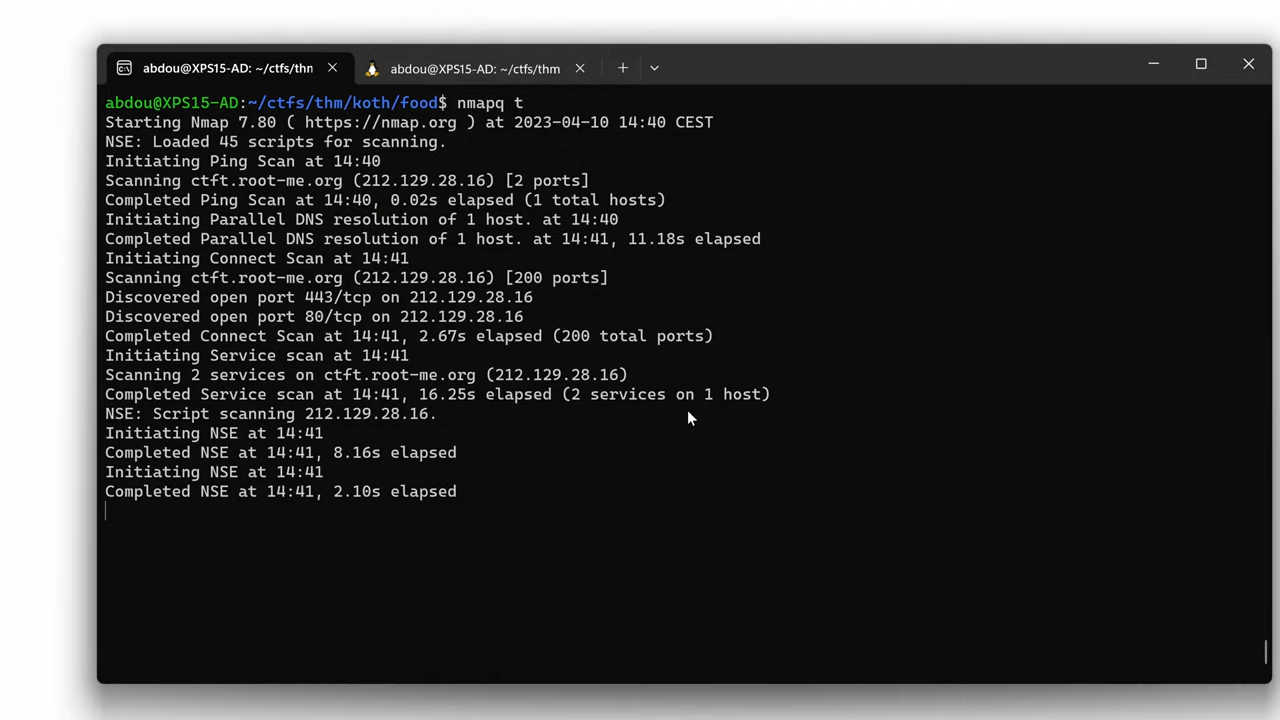 abdou@XPS15-AD: ~/ctfs/thm
abdou@XPS15-AD: ~/ctfs/thm
abdou@XPS15-AD:~/ctfs/thm/koth/food$ nmapq t
Starting Nmap 7.80 ( https://nmap.org ) at 2023-04-10 14:40 CEST
NSE: Loaded 45 scripts for scanning.
Initiating Ping Scan at 14:40
Scanning ctft.root-me.org (212.129.28.16) [2 ports]
Completed Ping Scan at 14:40, 0.02s elapsed (1 total hosts)
Initiating Parallel DNS resolution of 1 host. at 14:40
Completed Parallel DNS resolution of 1 host. at 14:41, 11.18s elapsed
Initiating Connect Scan at 14:41
Scanning ctft.root-me.org (212.129.28.16) [200 ports]
Discovered open port 443/tcp on 212.129.28.16
Discovered open port 80/tcp on 212.129.28.16
Completed Connect Scan at 14:41, 2.67s elapsed (200 total ports)
Initiating Service scan at 14:41
Scanning 2 services on ctft.root-me.org (212.129.28.16)
Completed Service scan at 14:41, 16.25s elapsed (2 services on 1 host)
NSE: Script scanning 212.129.28.16.
Initiating NSE at 14:41
Completed NSE at 14:41, 8.16s elapsed
Initiating NSE at 14:41
Completed NSE at 14:41, 2.10s elapsed